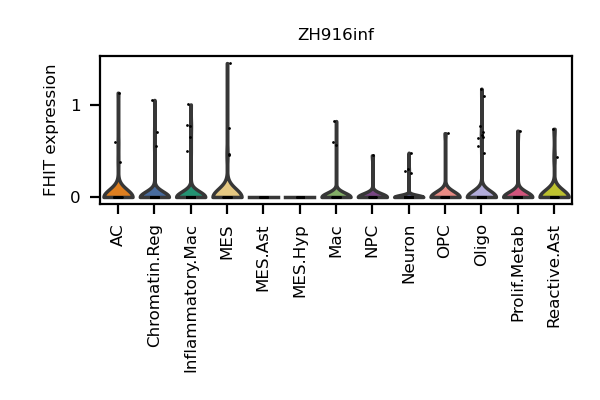 ZH916inf
FHIT expression
1
0
AC
Chromatin.Reg
Inflammatory.Mac
MES
MES.Ast
MES.Hyp
Mac
NPC
Neuron
OPC
Oligo
Prolif.Metab
Reactive.Ast